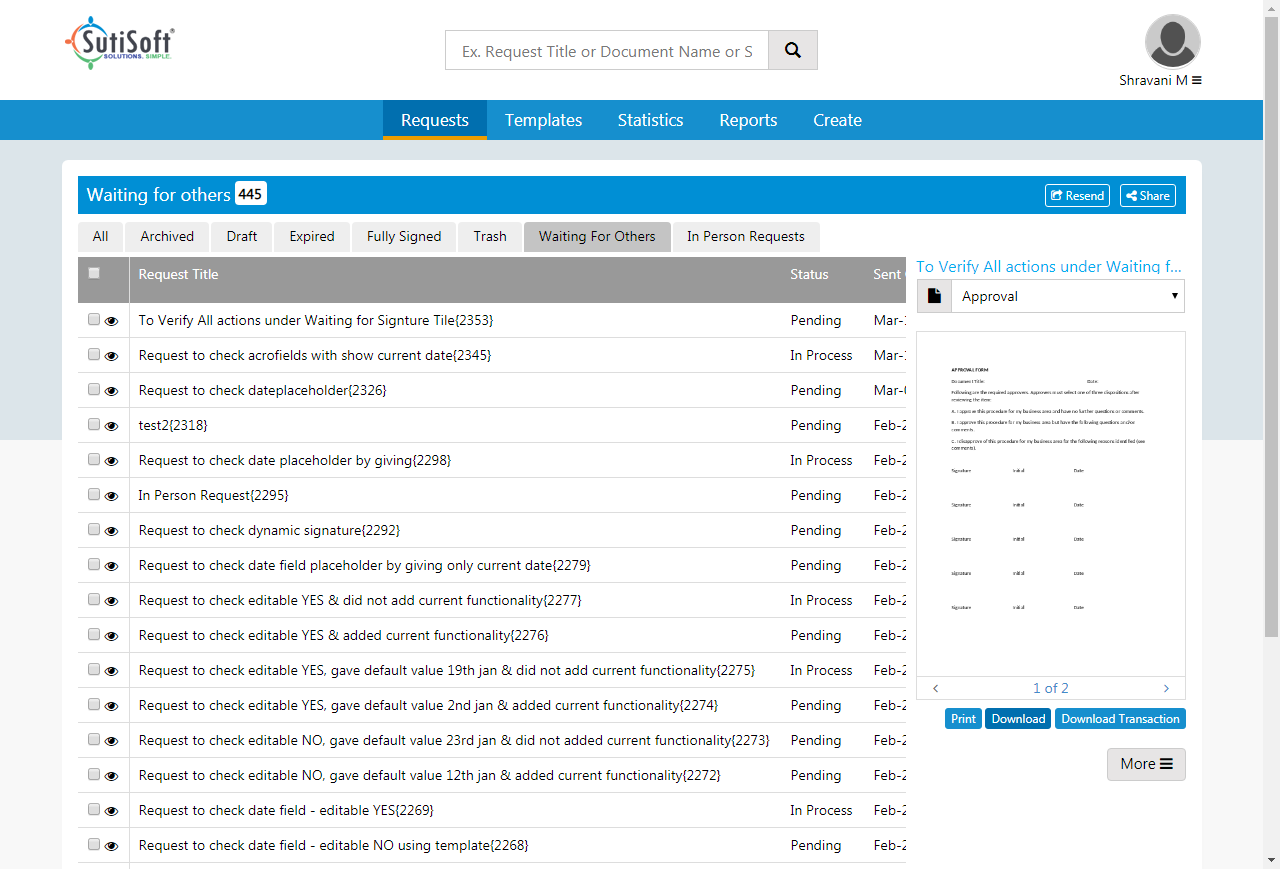 SutiSoft®
SOLUTIONS. SIMPLE.
Ex. Request Title or Document Name or S
Shravani M
Requests Templates Statistics Reports Create
Waiting for others 445
Resend Share
All Archived Draft Expired Fully Signed Trash Waiting For Others In Person Requests
Request Title Status Sent
To Verify All actions under Waiting for Signture Tile{2353} Pending Mar-
Request to check acrofields with show current date{2345} In Process Mar-
Request to check dateplaceholder{2326} Pending Mar-
test2{2318} Pending Feb-2
Request to check date placeholder by giving{2298} In Process Feb-2
In Person Request{2295} Pending Feb-2
Request to check dynamic signature{2292} Pending Feb-2
Request to check date field placeholder by giving only current date{2279} Pending Feb-2
Request to check editable YES & did not add current functionality{2277} In Process Feb-2
Request to check editable YES & added current functionality{2276} Pending Feb-2
Request to check editable YES, gave default value 19th jan & did not add current functionality{2275} In Process Feb-2
Request to check editable YES, gave default value 2nd jan & added current functionality{2274} Pending Feb-2
Request to check editable NO, gave default value 23rd jan & did not added current functionality{2273} Pending Feb-2
Request to check editable NO, gave default value 12th jan & added current functionality{2272} Pending Feb-2
Request to check date field - editable YES{2269} In Process Feb-2
Request to check date field - editable NO using template{2268} Pending Feb-2
To Verify All actions under Waiting f...
Approval
APPROVAL FORM
Document Title: Date:
Following are the required approvers. Approvers must select one of three dispositions after
reviewing the item:
A. I approve this procedure for my business area and have no further questions or comments.
B. I approve this procedure for my business area but have the following questions and/or
comments.
C. I disapprove of this procedure for my business area for the following reasons identified (see
comments).
Signature Initial Date
Signature Initial Date
Signature Initial Date
Signature Initial Date
Signature Initial Date
1 of 2
Print Download Download Transaction
More